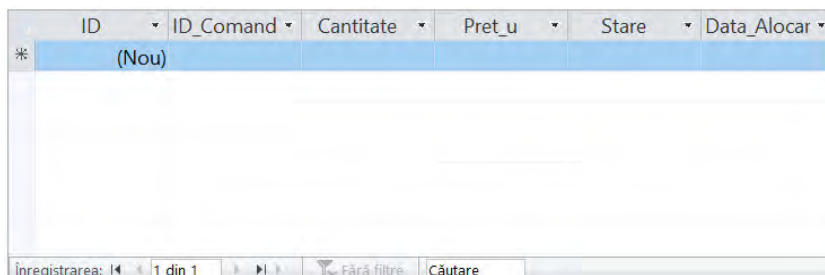 ID ID_Comand Cantitate Pret_u Stare Data_Alocar
(Nou)
Înregistrarea: 1 din 1 Fără filtre Căutare